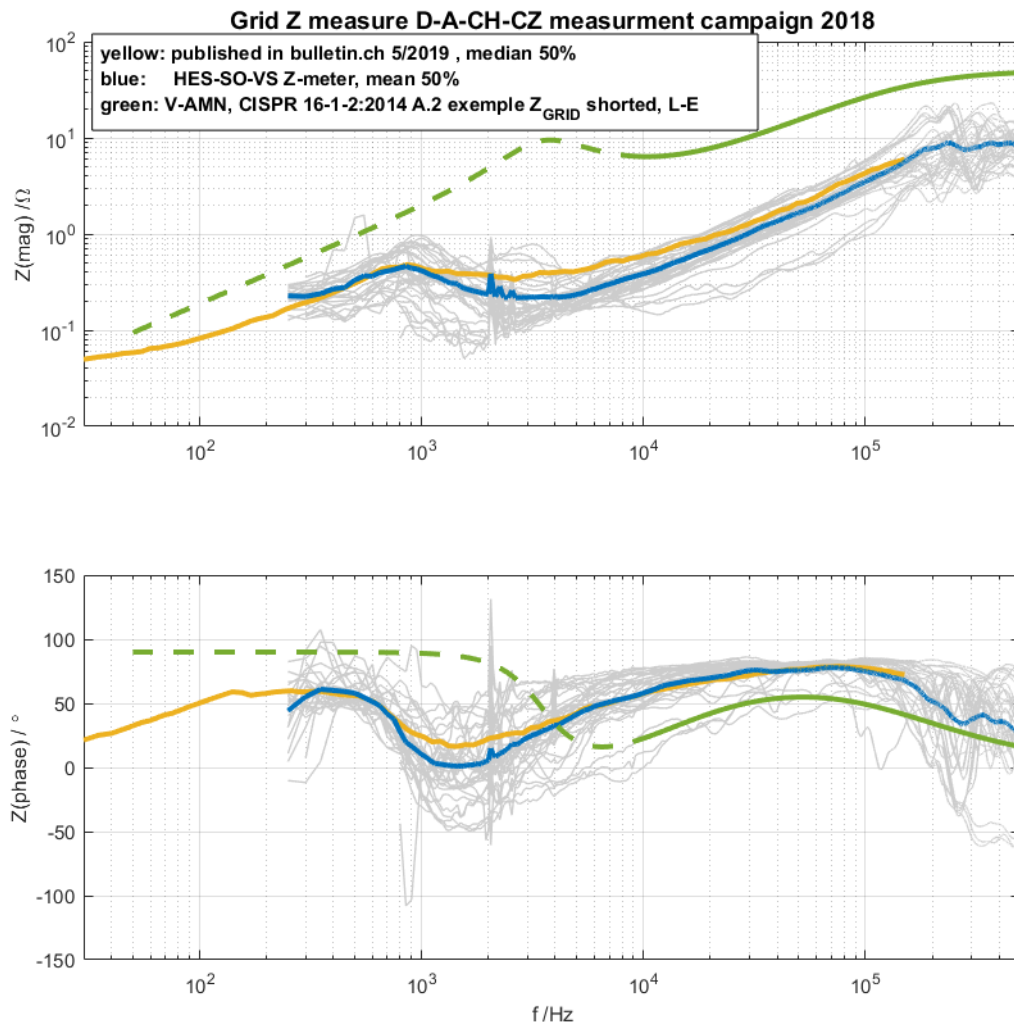 Grid Z measure D-A-CH-CZ measurment campaign 2018
yellow: published in bulletin.ch 5/2019 , median 50%
blue: HES-SO-VS Z-meter, mean 50%
green: V-AMN, CISPR 16-1-2:2014 A.2 exemple Z_GRID shorted, L-E
Z(mag) /Ω
10^2
10^1
10^0
10^-1
10^-2
10^2 10^3 10^4 10^5
Z(phase) / °
150
100
50
0
-50
-100
-150
10^2 10^3 10^4 10^5
f /Hz